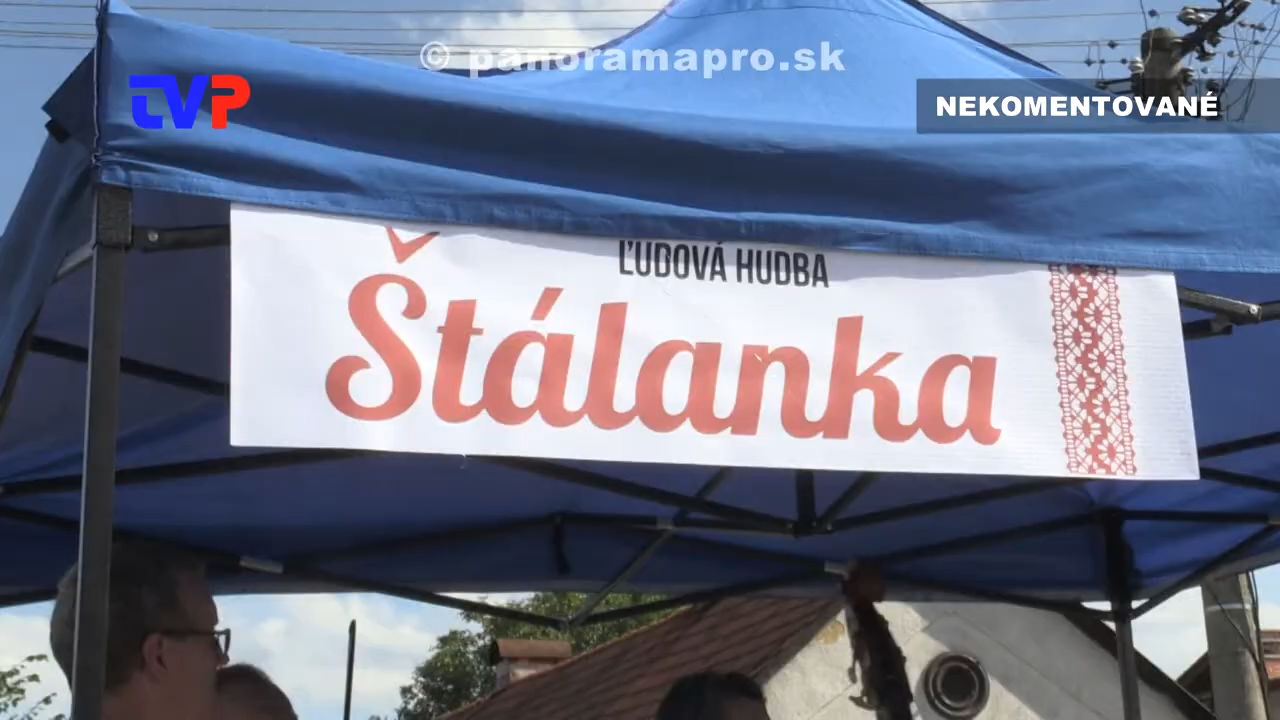 © panoramapro.sk
TVP
NEKOMENTOVANÉ
ĽUDOVÁ HUDBA
Štálanka